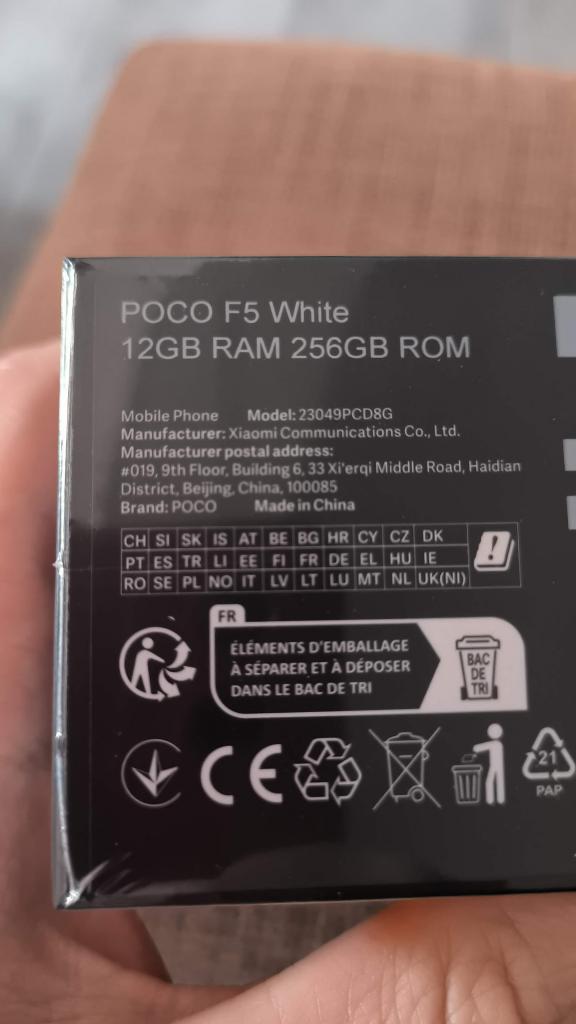 POCO F5 White
12GB RAM 256GB ROM
Mobile Phone Model: 23049PCD8G
Manufacturer: Xiaomi Communications Co., Ltd.
Manufacturer postal address:
#019, 9th Floor, Building 6, 33 Xi'erqi Middle Road, Haidian
District, Beijing, China, 100085
Brand: POCO Made in China
CH SI SK IS AT BE BG HR CY CZ DK
PT ES TR LI EE FI FR DE EL HU IE
RO SE PL NO IT LV LT LU MT NL UK(NI)
FR
ÉLÉMENTS D'EMBALLAGE
À SÉPARER ET À DÉPOSER
DANS LE BAC DE TRI
BAC
DE
TRI
CE
21
PAP